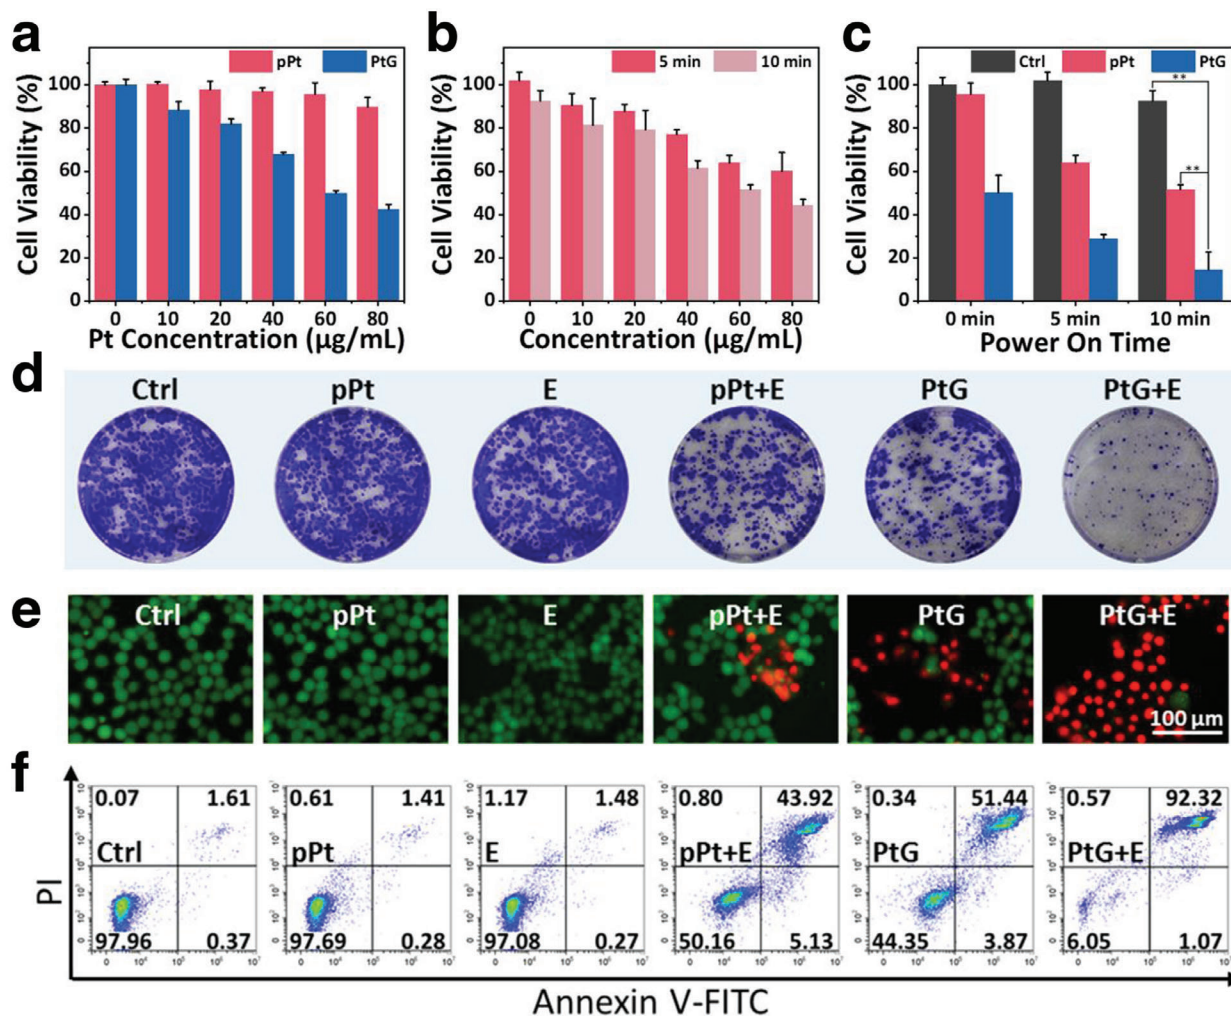 a
pPt PtG
Cell Viability (%)
100
80
60
40
20
0
0 10 20 40 60 80
Pt Concentration (µg/mL)
b
5 min 10 min
Cell Viability (%)
100
80
60
40
20
0
0 10 20 40 60 80
Concentration (µg/mL)
c
Ctrl pPt PtG
**
**
Cell Viability (%)
100
80
60
40
20
0
0 min 5 min 10 min
Power On Time
d
Ctrl pPt E pPt+E PtG PtG+E
e
Ctrl pPt E pPt+E PtG PtG+E
100 µm
f
PI
0.07 1.61
Ctrl
97.96 0.37
0.61 1.41
pPt
97.69 0.28
1.17 1.48
E
97.08 0.27
0.80 43.92
pPt+E
50.16 5.13
0.34 51.44
PtG
44.35 3.87
0.57 92.32
PtG+E
6.05 1.07
Annexin V-FITC